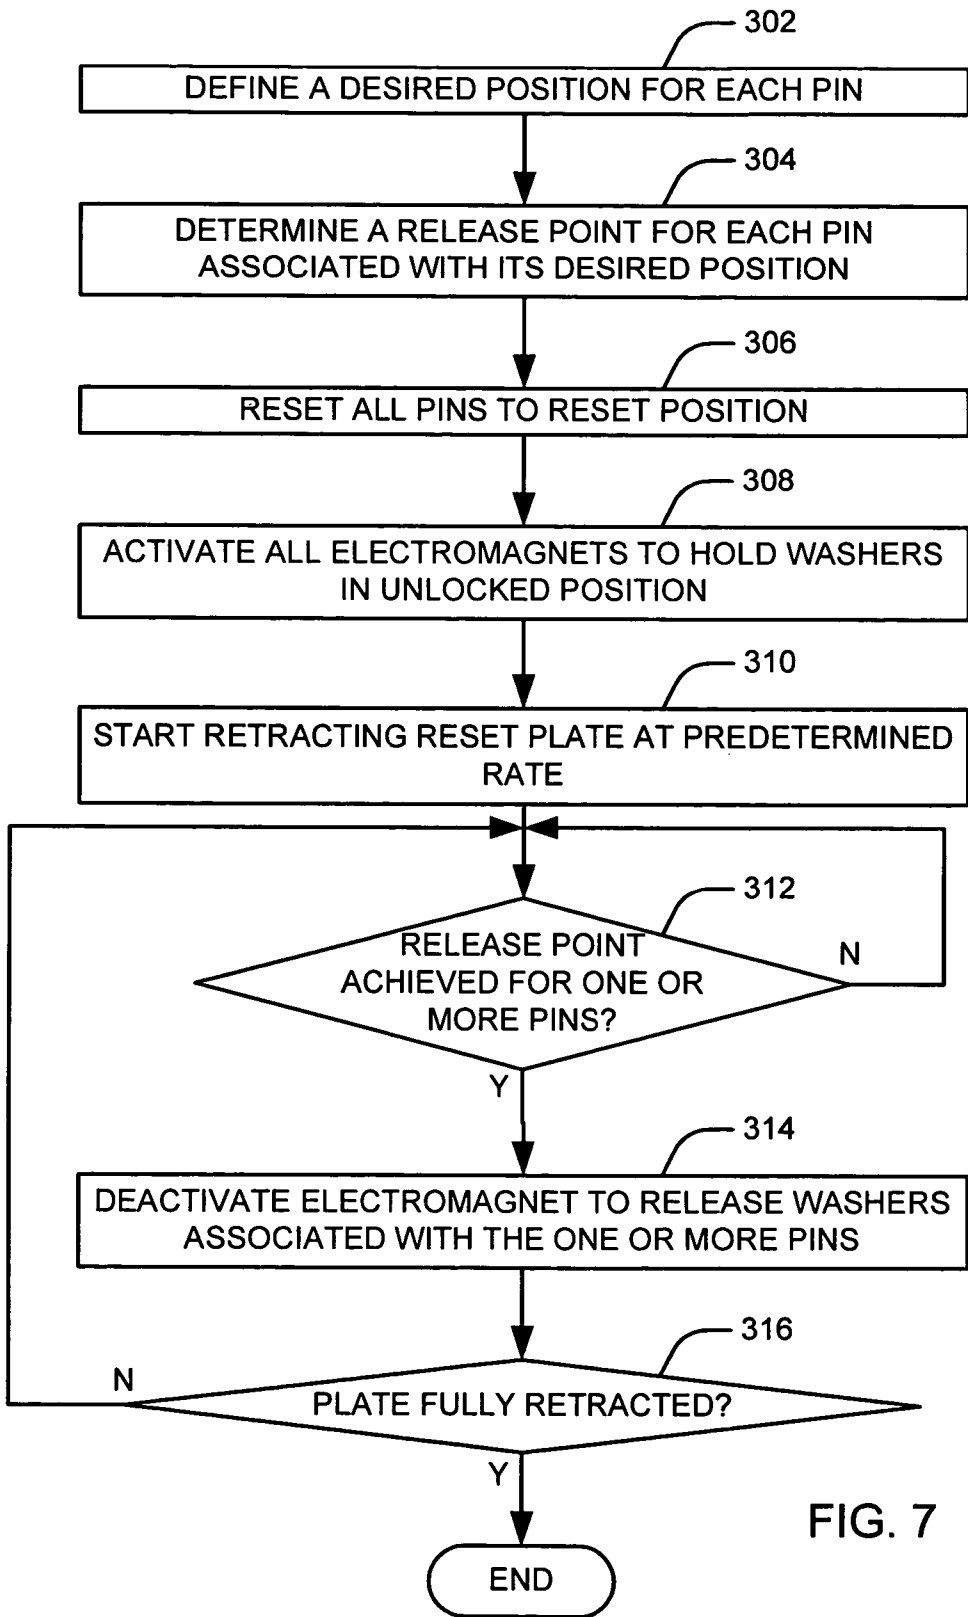 302
DEFINE A DESIRED POSITION FOR EACH PIN
304
DETERMINE A RELEASE POINT FOR EACH PIN
ASSOCIATED WITH ITS DESIRED POSITION
306
RESET ALL PINS TO RESET POSITION
308
ACTIVATE ALL ELECTROMAGNETS TO HOLD WASHERS
IN UNLOCKED POSITION
310
START RETRACTING RESET PLATE AT PREDETERMINED
RATE
312
RELEASE POINT
ACHIEVED FOR ONE OR
MORE PINS?
N
Y
314
DEACTIVATE ELECTROMAGNET TO RELEASE WASHERS
ASSOCIATED WITH THE ONE OR MORE PINS
316
N
PLATE FULLY RETRACTED?
Y
FIG. 7
END